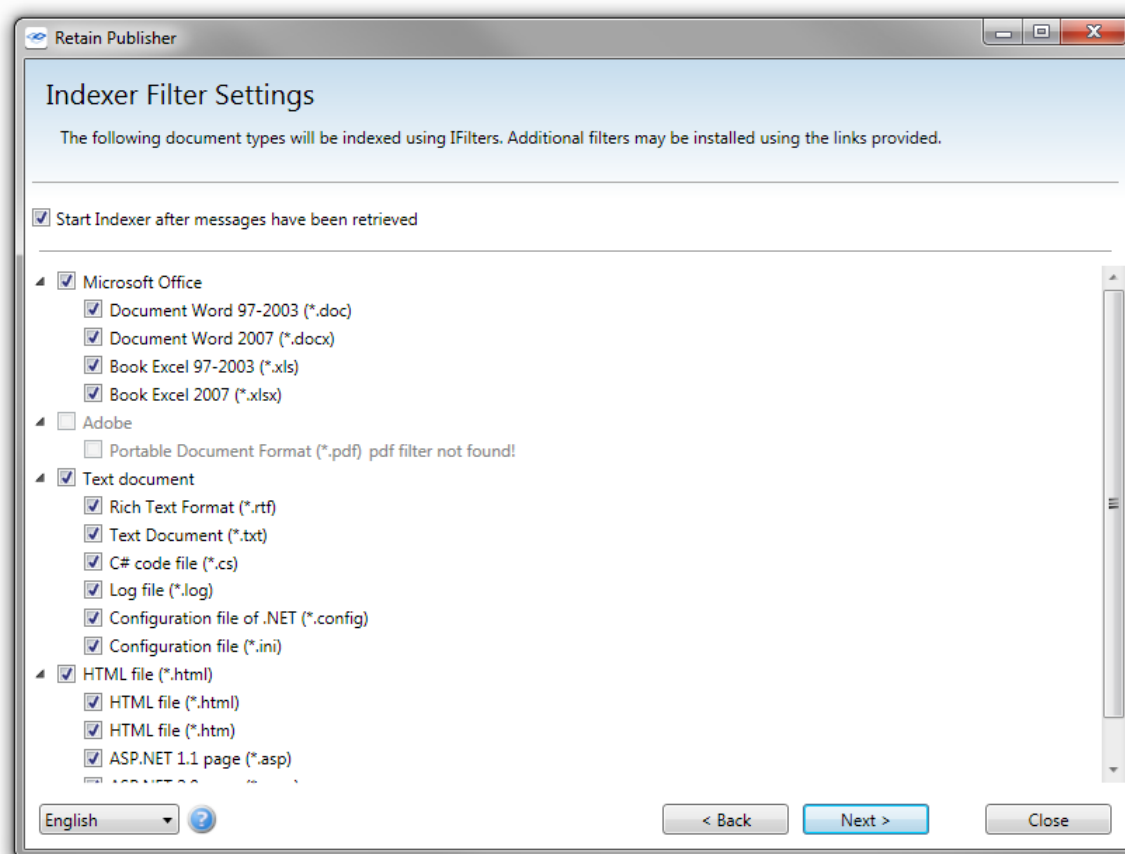 Retain Publisher
Indexer Filter Settings
The following document types will be indexed using IFilters. Additional filters may be installed using the links provided.
Start Indexer after messages have been retrieved
Microsoft Office
Document Word 97-2003 (*.doc)
Document Word 2007 (*.docx)
Book Excel 97-2003 (*.xls)
Book Excel 2007 (*.xlsx)
Adobe
Portable Document Format (*.pdf) pdf filter not found!
Text document
Rich Text Format (*.rtf)
Text Document (*.txt)
C# code file (*.cs)
Log file (*.log)
Configuration file of .NET (*.config)
Configuration file (*.ini)
HTML file (*.html)
HTML file (*.html)
HTML file (*.htm)
ASP.NET 1.1 page (*.asp)
English ? < Back Next > Close